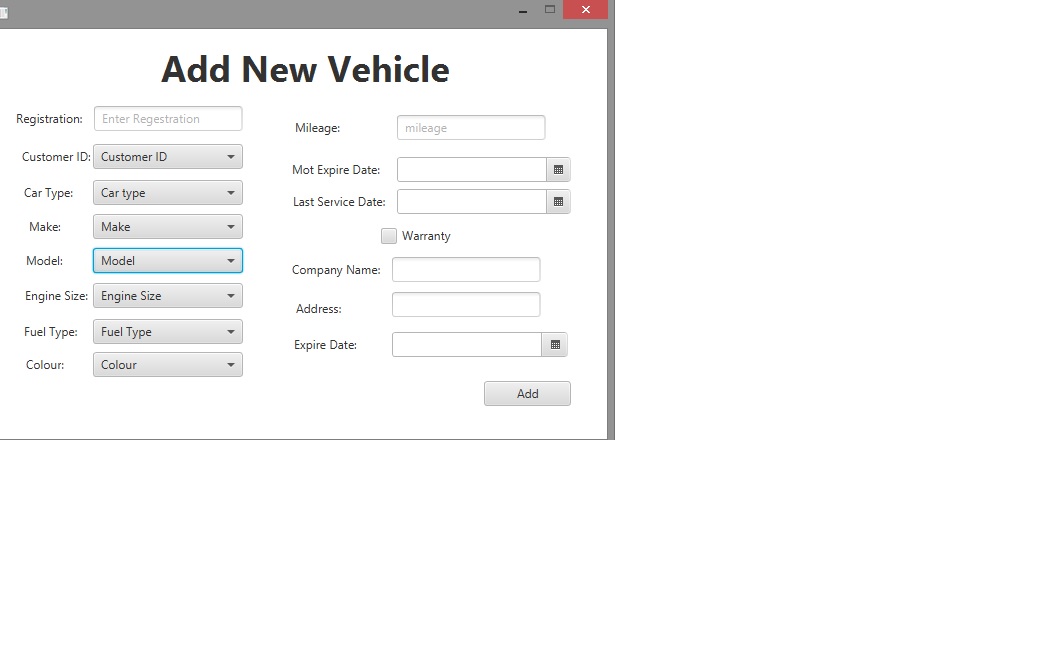 Add New Vehicle
Registration: Enter Regestration
Customer ID: Customer ID
Car Type: Car type
Make: Make
Model: Model
Engine Size: Engine Size
Fuel Type: Fuel Type
Colour: Colour
Mileage: mileage
Mot Expire Date:
Last Service Date:
Warranty
Company Name:
Address:
Expire Date:
Add